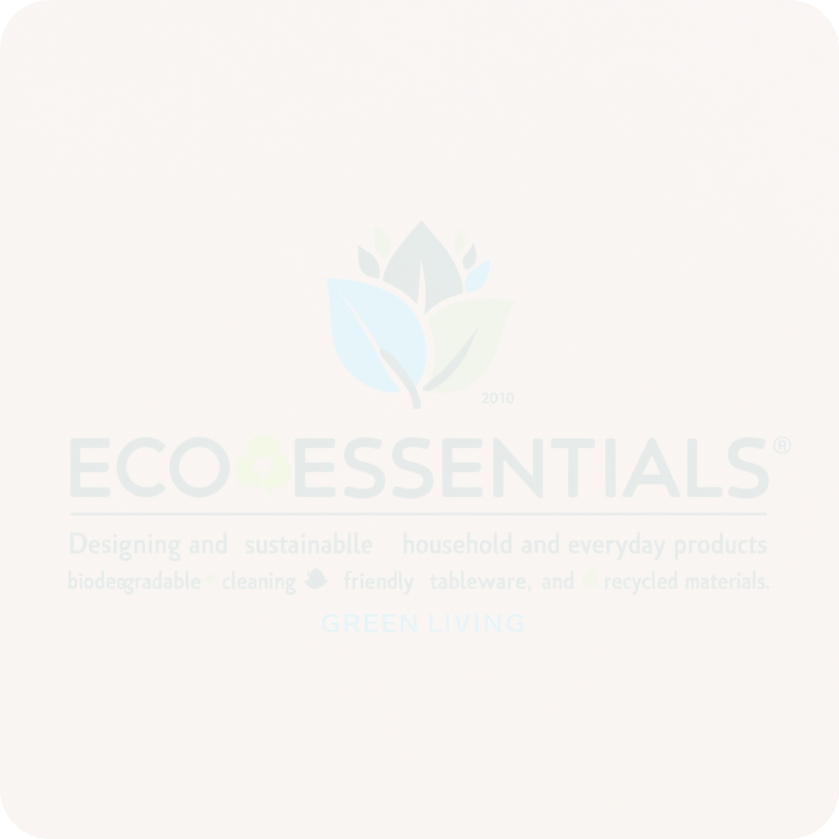 2010
ECO ESSENTIALS®
Designing and sustainablle household and everyday products
biodeegradable cleaning friendly tableware, and recycled materials.
GREEN LIVING